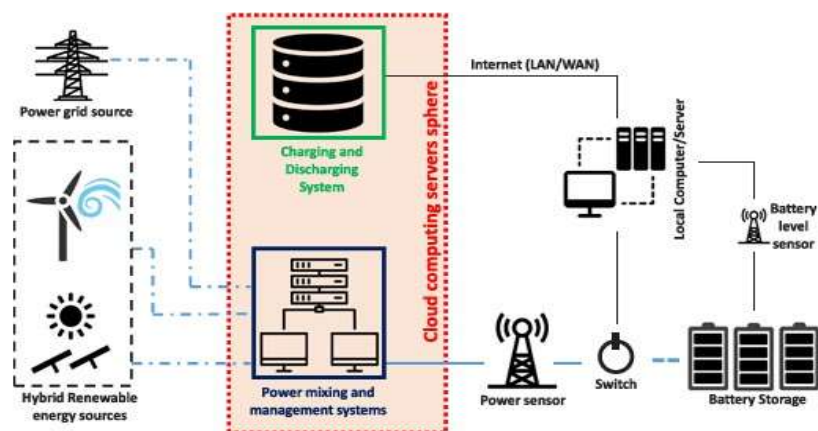 Power grid source
Hybrid Renewable
energy sources
Charging and
Discharging
System
Power mixing and
management systems
Cloud computing servers sphere
Internet (LAN/WAN)
Local Computer/Server
Battery
level
sensor
Power sensor
Switch
Battery Storage